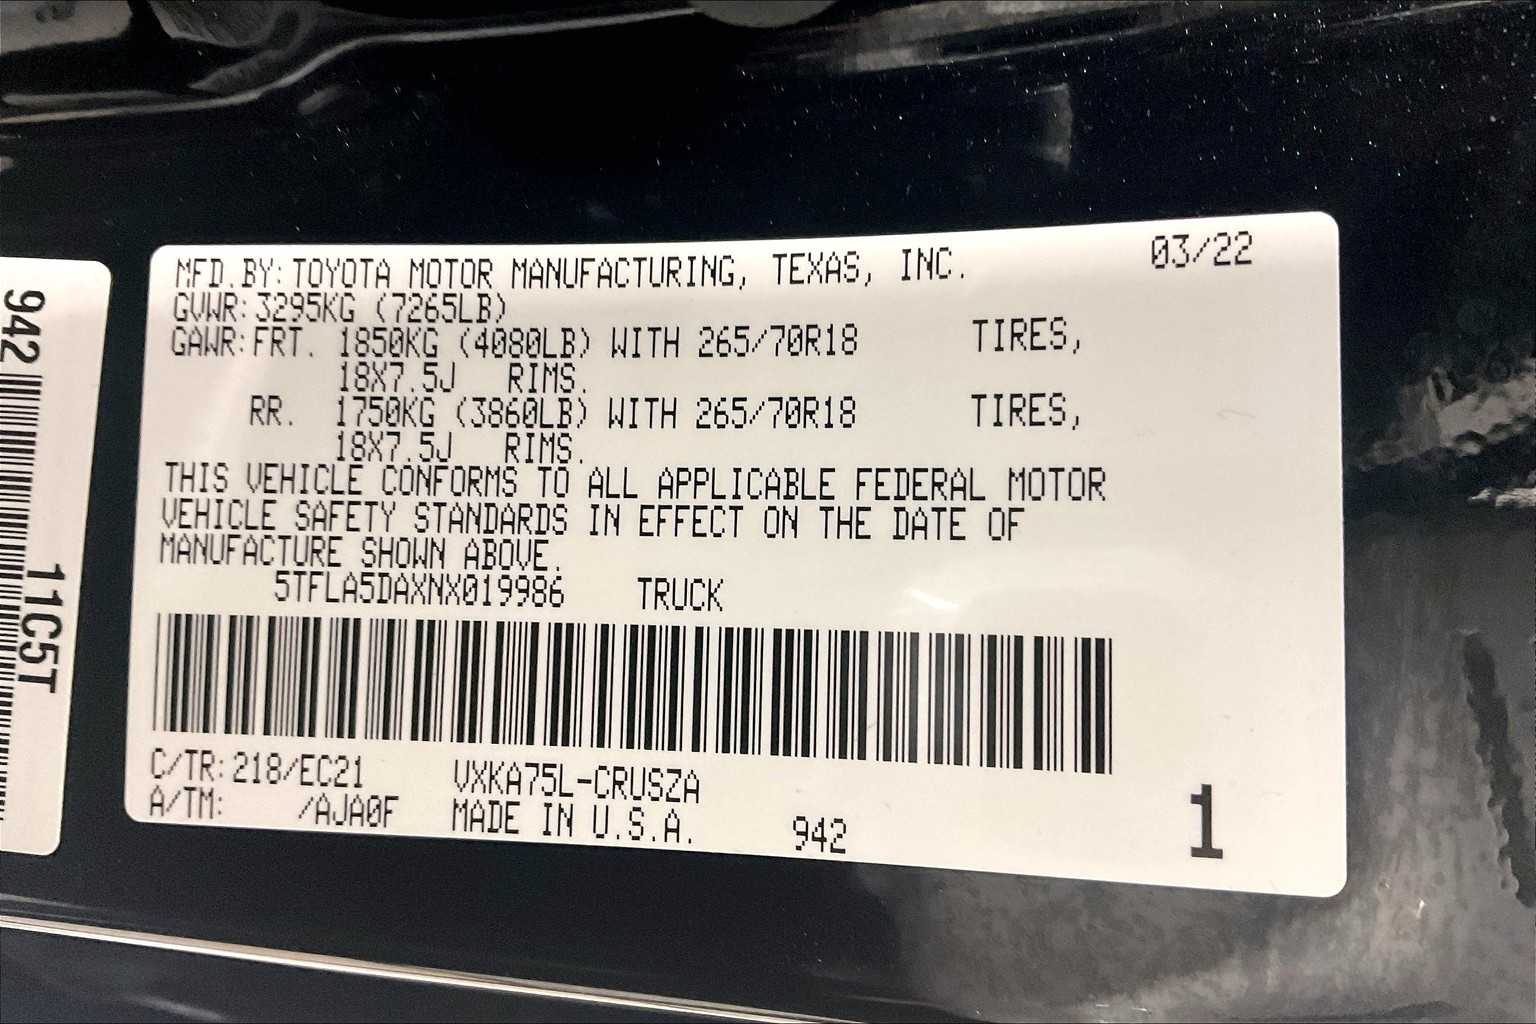 942
11C5T
MFD.BY: TOYOTA MOTOR MANUFACTURING, TEXAS, INC. 03/22
GVWR: 3295KG (7265LB)
GAWR: FRT. 1850KG (4080LB) WITH 265/70R18 TIRES,
18X7.5J RIMS.
RR. 1750KG (3860LB) WITH 265/70R18 TIRES,
18X7.5J RIMS.
THIS VEHICLE CONFORMS TO ALL APPLICABLE FEDERAL MOTOR
VEHICLE SAFETY STANDARDS IN EFFECT ON THE DATE OF
MANUFACTURE SHOWN ABOVE.
5TFLA5DAXNX019986 TRUCK
C/TR: 218/EC21 VXKA75L-CRUSZA
A/TM: /AJA0F MADE IN U.S.A. 942 1